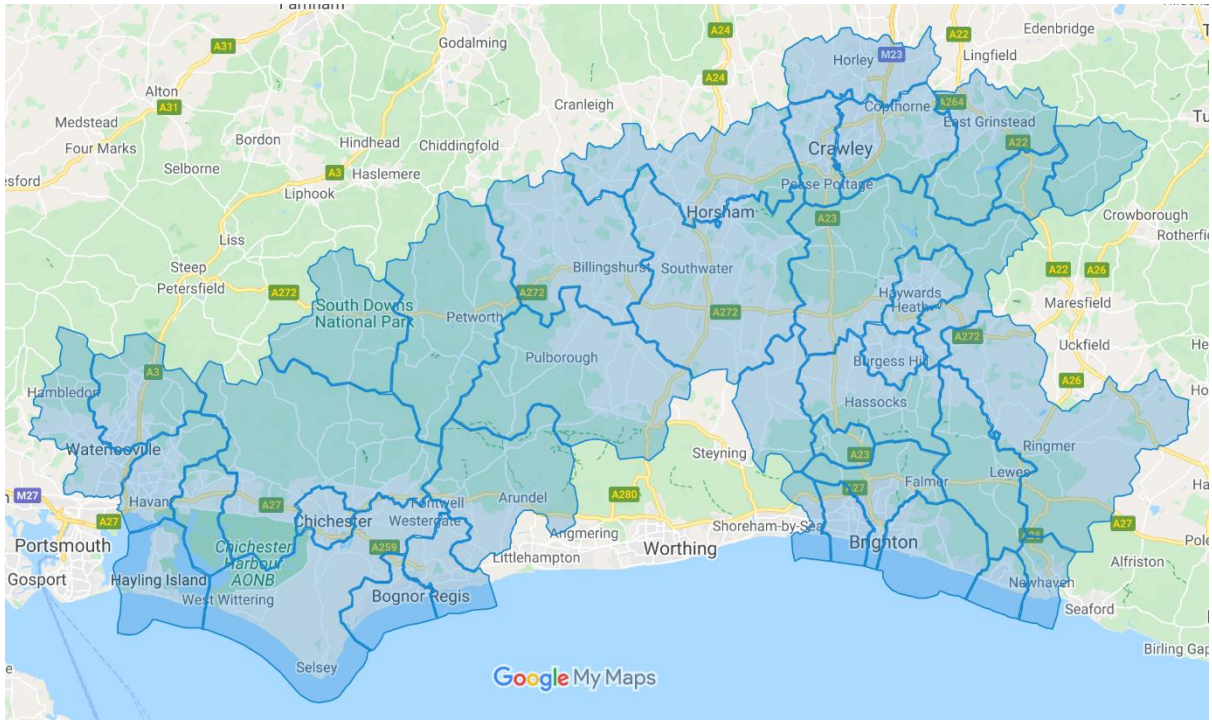 Farnham
A31
Godalming
A24
M23
A22
Edenbridge
Lingfield
Horley
Alton
A31
A24
Cranleigh
Copthorne
A264
Medstead
Bordon
East Grinstead
Four Marks
Hindhead
Chiddingfold
Crawley
A22
Selborne
A3
Haslemere
Liphook
Pease Pottage
Horsham
A23
Crowborough
Liss
Steep
Billingshurst
Southwater
A22
A26
Petersfield
A272
A272
Haywards
Heath
Maresfield
South Downs
National Park
Petworth
A272
A272
Uckfield
Pulborough
Burgess Hill
A3
A26
Hambledon
Hassocks
Waterlooville
Steyning
A23
Ringmer
M27
Havant
Arundel
A280
A27
Falmer
Lewes
A27
A27
Fontwell
Westergate
Chichester
Shoreham-by-Sea
A27
Portsmouth
A259
Angmering
Worthing
Brighton
A26
Chichester
Harbour
AONB
Littlehampton
Alfriston
Gosport
Hayling Island
Newhaven
West Wittering
Bognor Regis
Seaford
Birling Gap
Selsey
Google My Maps